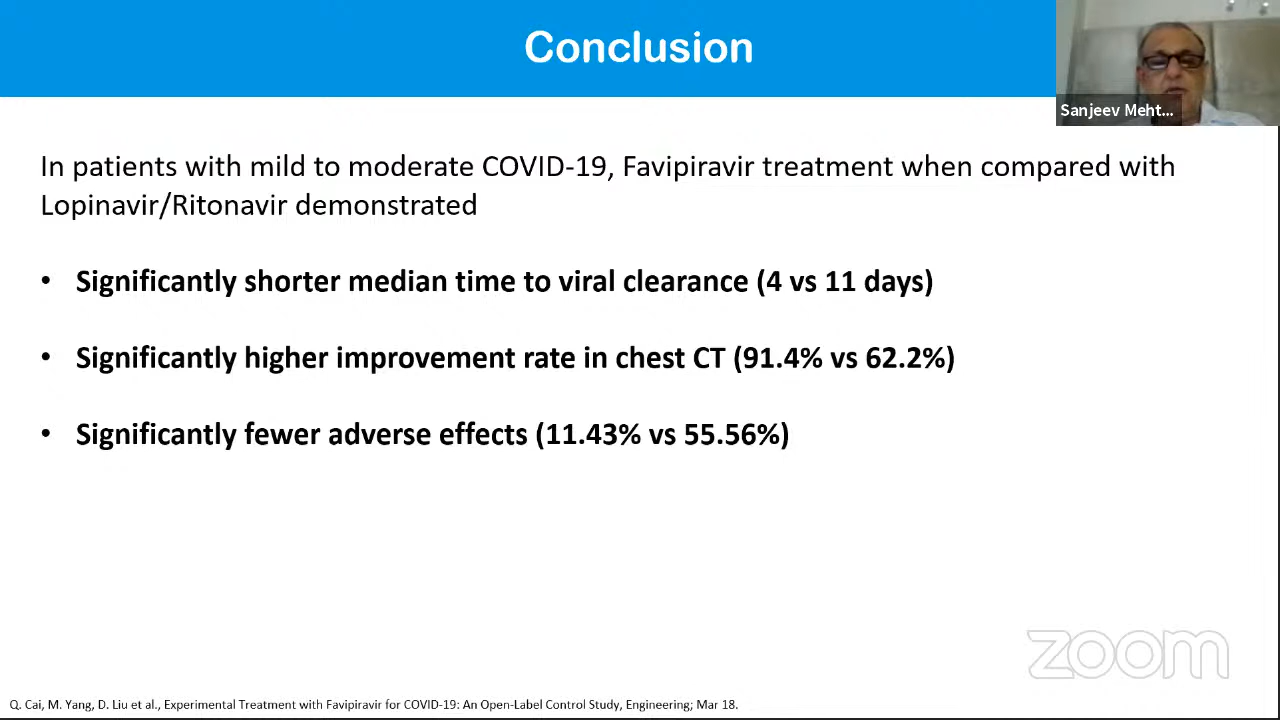 Conclusion
Sanjeev Meht...
In patients with mild to moderate COVID-19, Favipiravir treatment when compared with
Lopinavir/Ritonavir demonstrated
• Significantly shorter median time to viral clearance (4 vs 11 days)
• Significantly higher improvement rate in chest CT (91.4% vs 62.2%)
• Significantly fewer adverse effects (11.43% vs 55.56%)
zoom
Q. Cai, M. Yang, D. Liu et al., Experimental Treatment with Favipiravir for COVID-19: An Open-Label Control Study, Engineering; Mar 18.